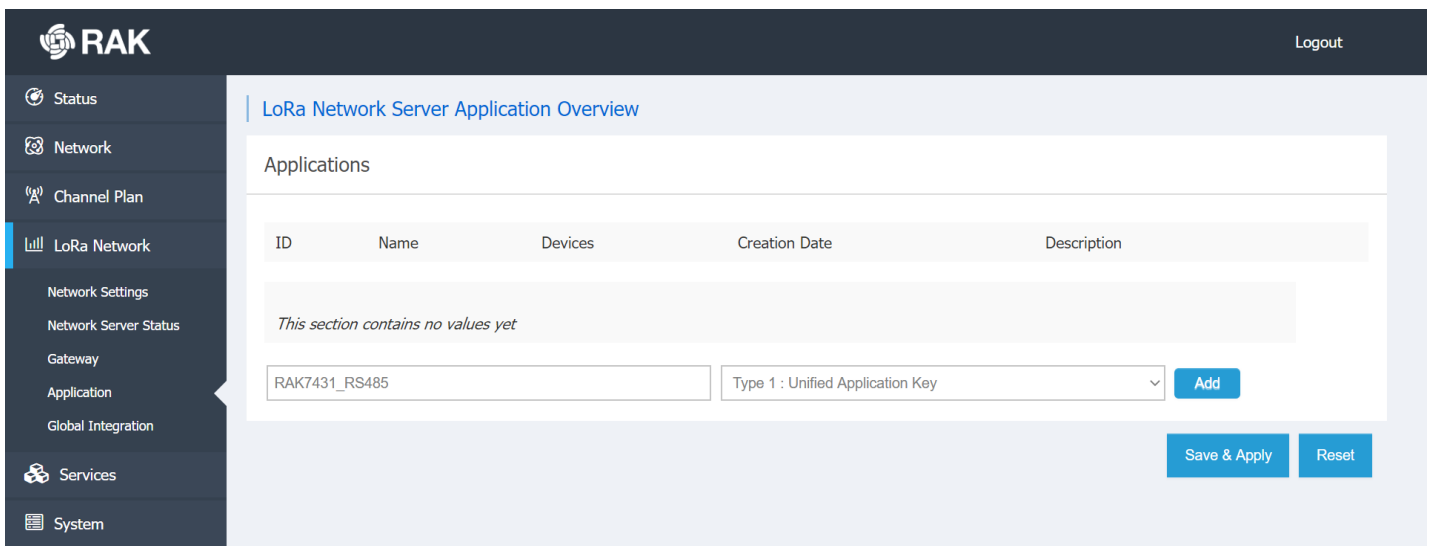 RAK
Logout
Status
Network
Channel Plan
LoRa Network
Network Settings
Network Server Status
Gateway
Application
Global Integration
Services
System
LoRa Network Server Application Overview
Applications
ID Name Devices Creation Date Description
This section contains no values yet
RAK7431_RS485 Type 1 : Unified Application Key Add
Save & Apply Reset